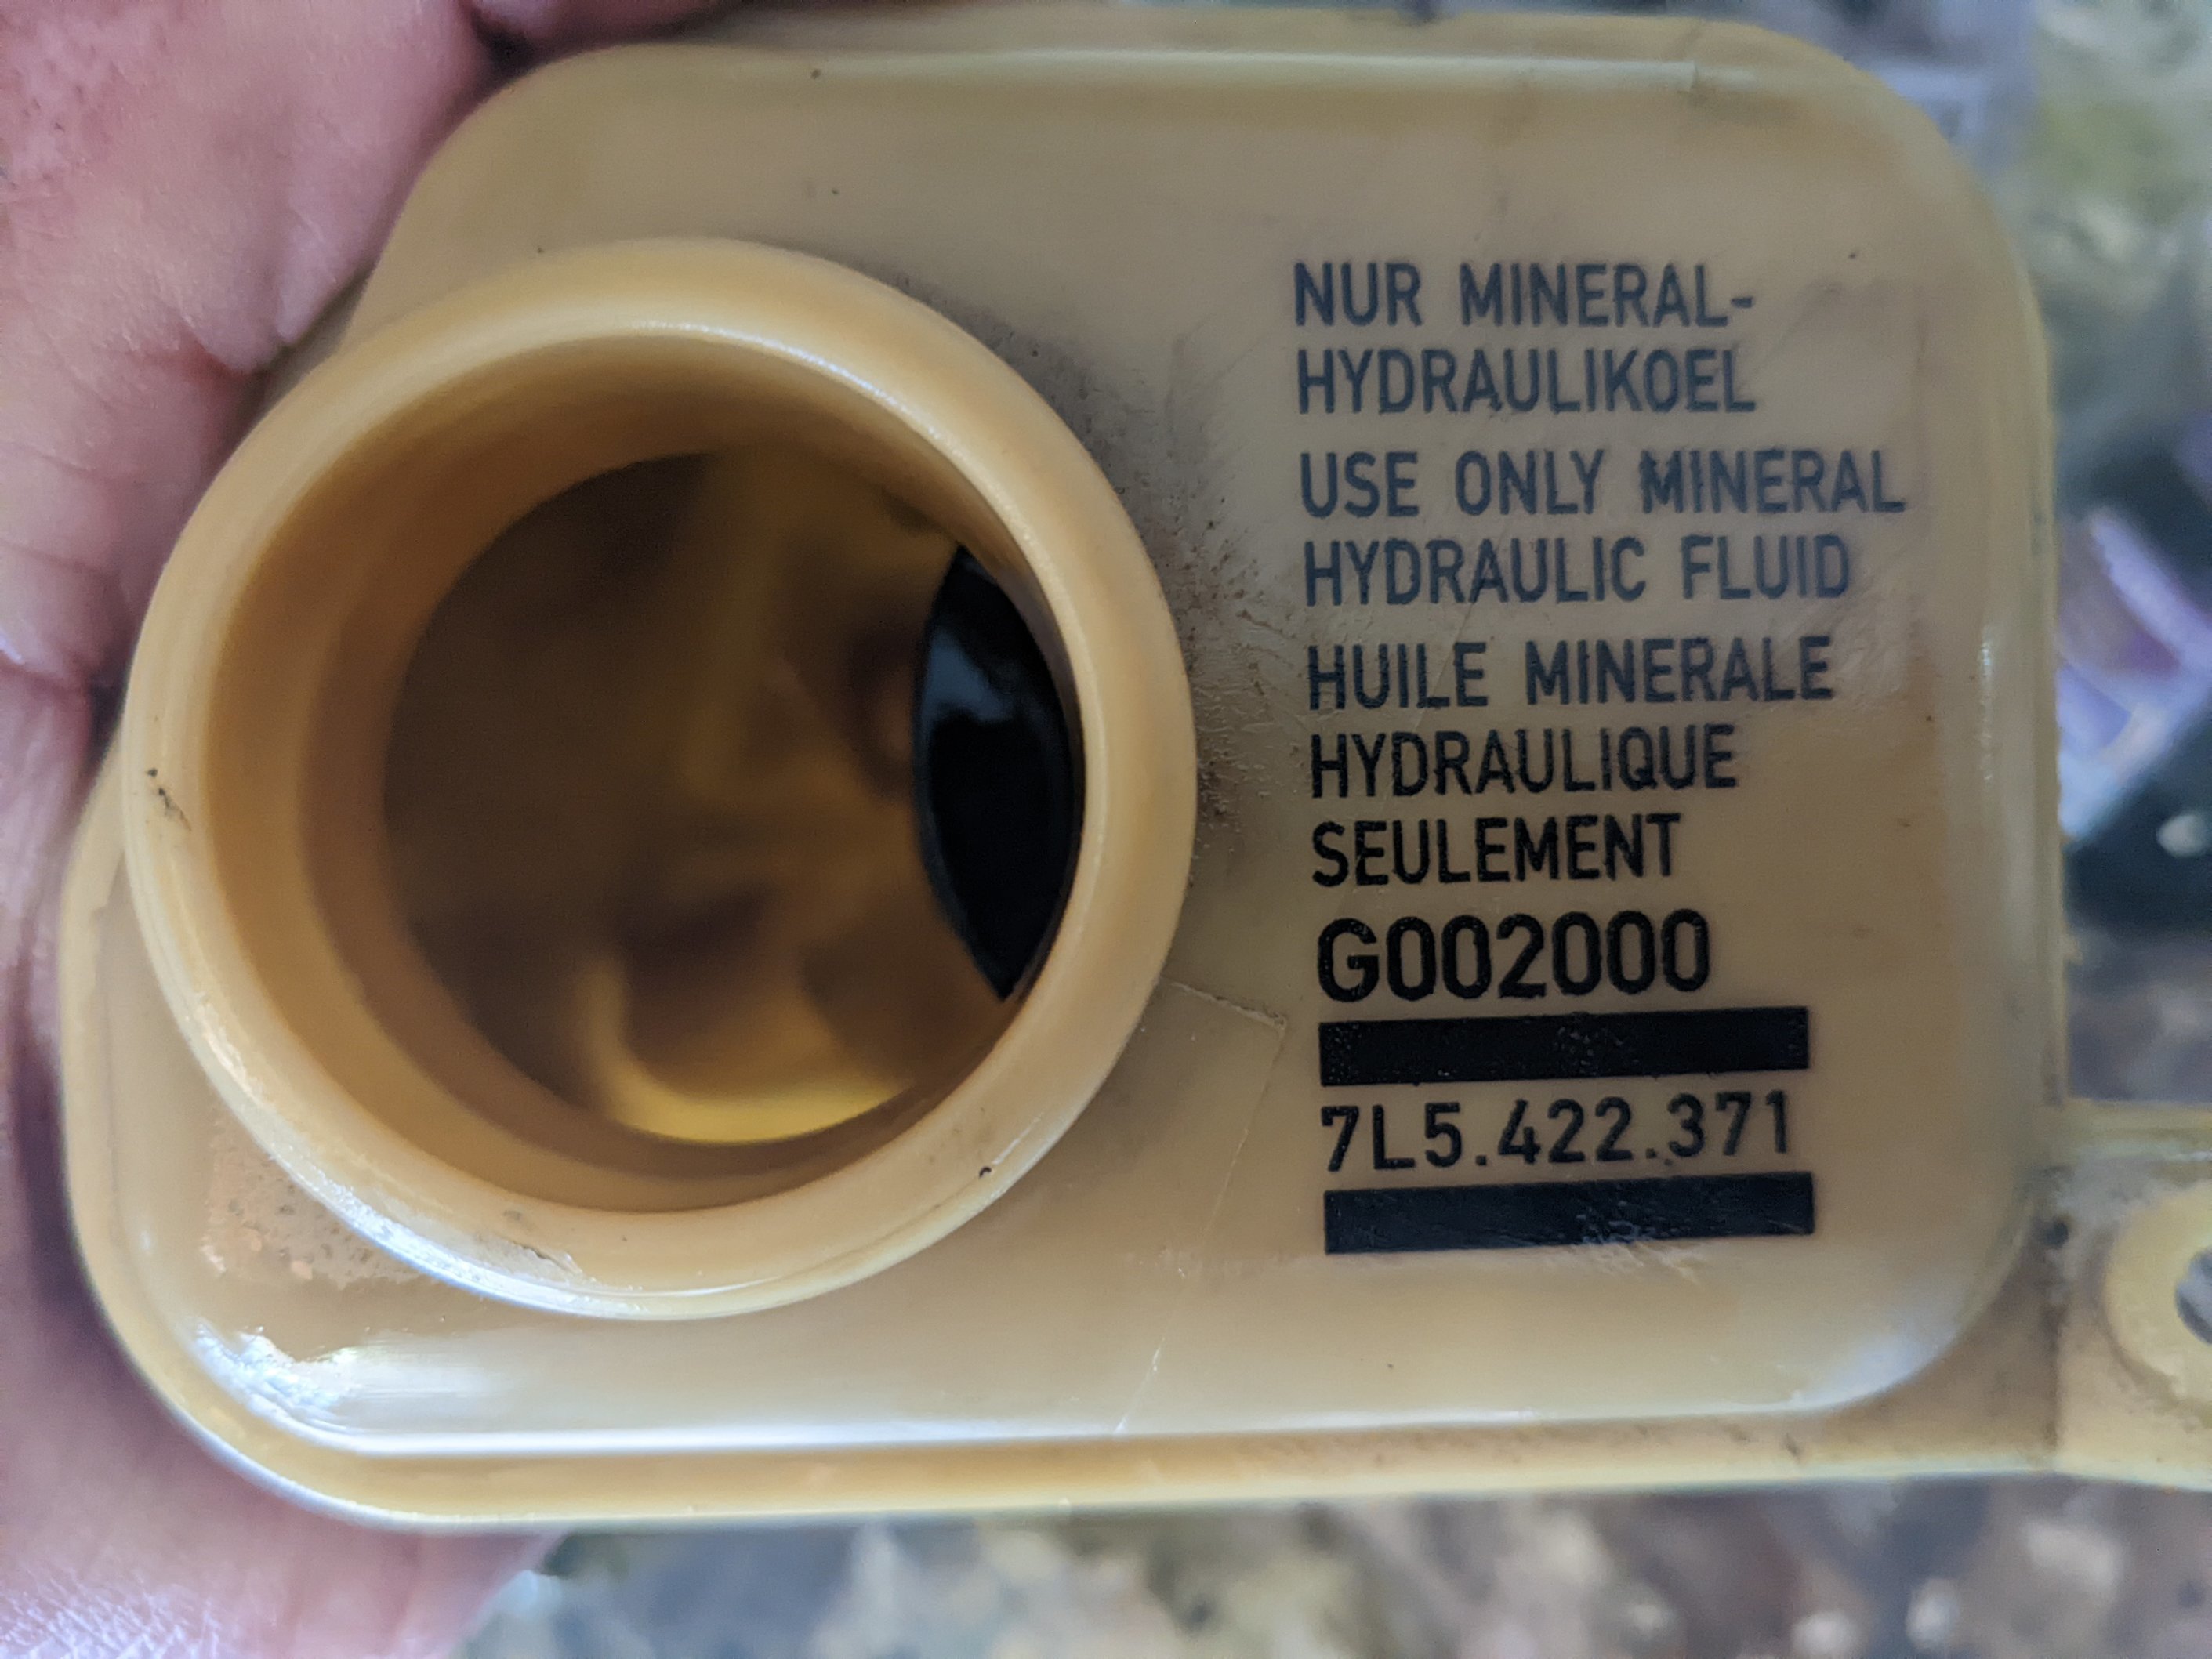 NUR MINERAL-
HYDRAULIKOEL
USE ONLY MINERAL
HYDRAULIC FLUID
HUILE MINERALE
HYDRAULIQUE
SEULEMENT
G002000
7L5.422.371